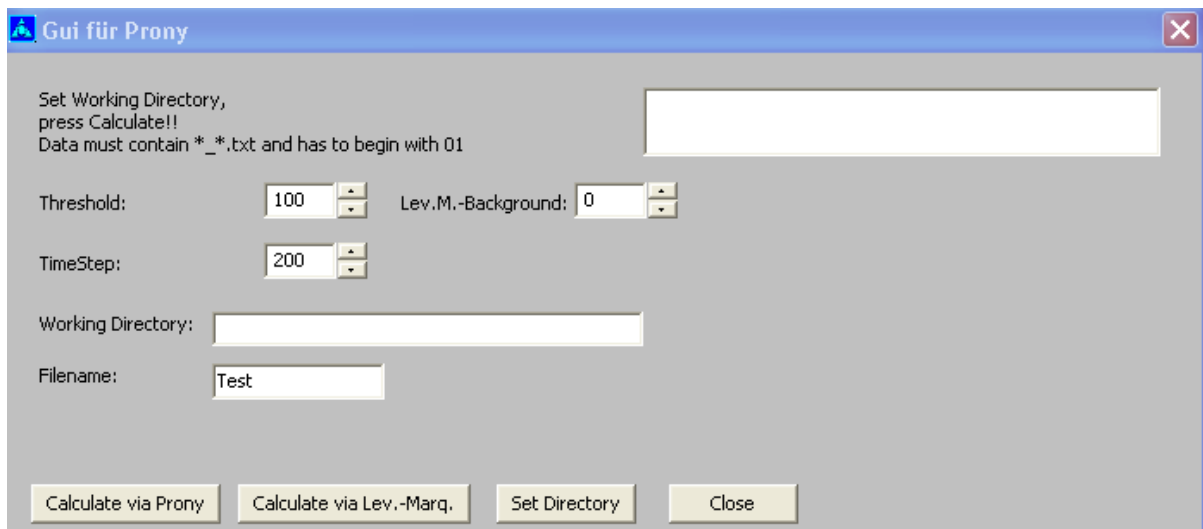 Gui für Prony
Set Working Directory,
press Calculate!!
Data must contain *_*.txt and has to begin with 01
Threshold: 100 Lev.M.-Background: 0
TimeStep: 200
Working Directory:
Filename: Test
Calculate via Prony Calculate via Lev.-Marq. Set Directory Close